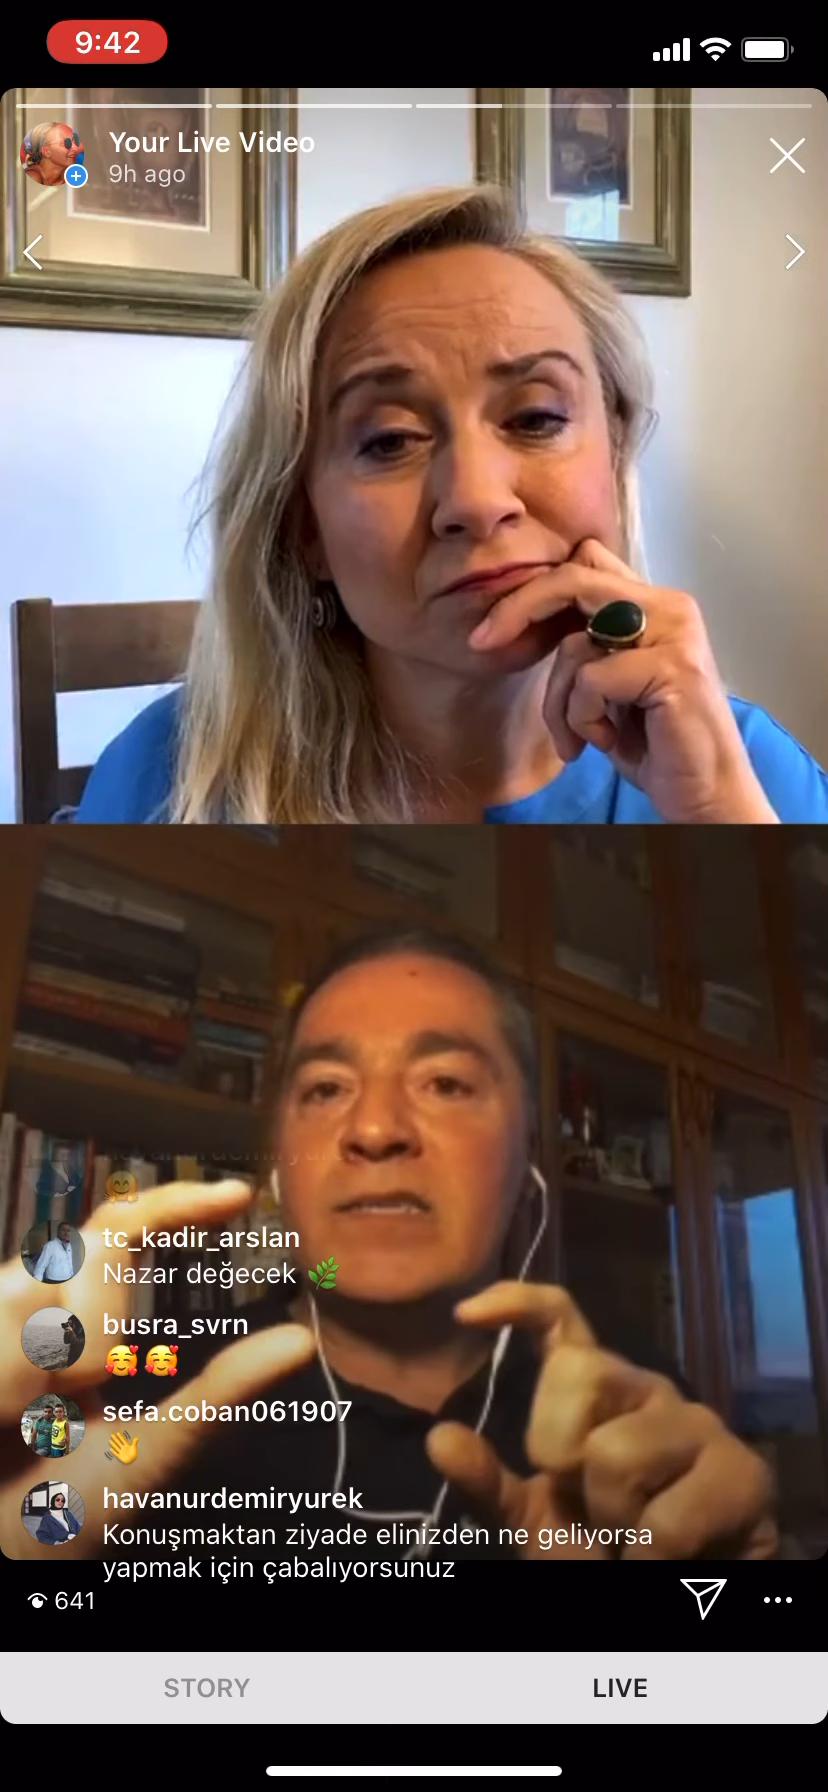 9:42
Your Live Video
9h ago
tc_kadir_arslan
Nazar değecek 🌿
busra_svrn
🥰🥰
sefa.coban061907
👋
havanurdemiryurek
Konuşmaktan ziyade elinizden ne geliyorsa
yapmak için çabalıyorsunuz
641
STORY
LIVE